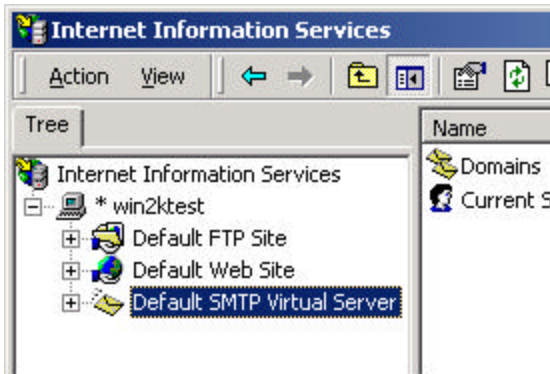 Internet Information Services
Action View
Tree
Name
Internet Information Services
Domains
* win2ktest
Current
Default FTP Site
Default Web Site
Default SMTP Virtual Server